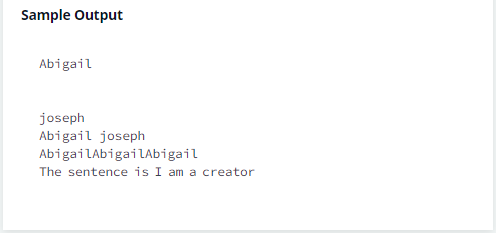 Sample Output
Abigail
joseph
Abigail joseph
AbigailAbigailAbigail
The sentence is I am a creator